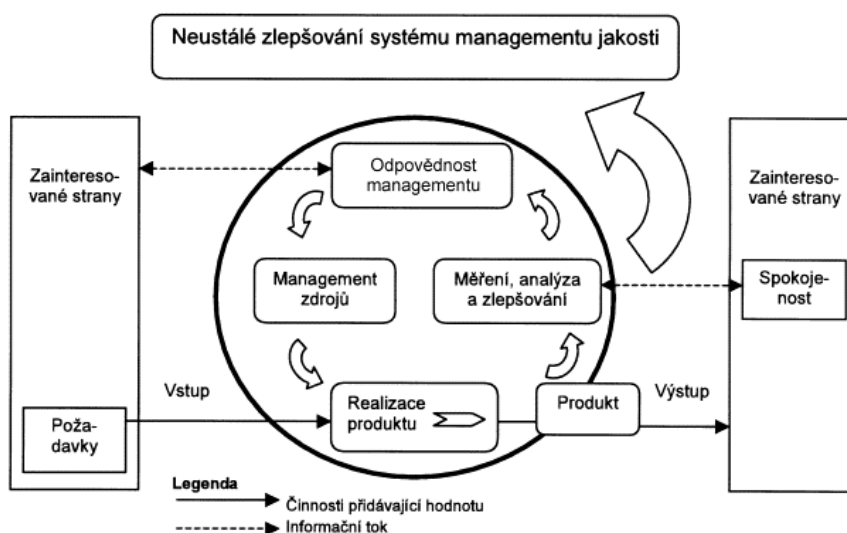 Neustálé zlepšování systému managementu jakosti
Zaintereso-
vané strany
Odpovědnost
managementu
Zaintereso-
vané strany
Management
zdrojů
Měření, analýza
a zlepšování
Spokoje-
nost
Vstup
Realizace
produktu
Produkt
Výstup
Poža-
davky
Legenda
Činnosti přidávající hodnotu
Informační tok